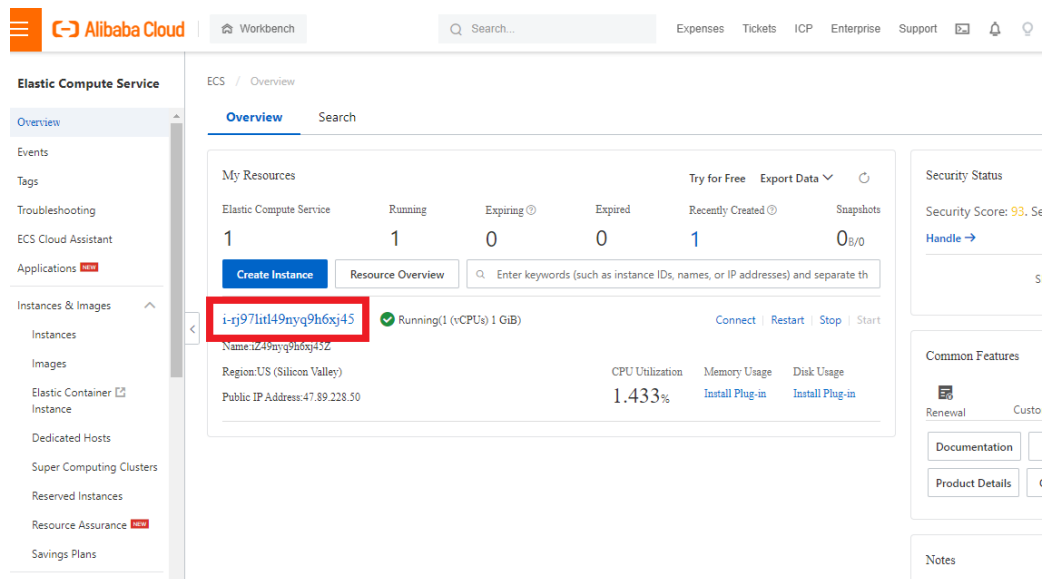 Alibaba Cloud Workbench Search... Expenses Tickets ICP Enterprise Support
Elastic Compute Service
Overview
Events
Tags
Troubleshooting
ECS Cloud Assistant
Applications NEW
Instances & Images
Instances
Images
Elastic Container
Instance
Dedicated Hosts
Super Computing Clusters
Reserved Instances
Resource Assurance NEW
Savings Plans
ECS / Overview
Overview Search
My Resources Try for Free Export Data
Elastic Compute Service Running Expiring Expired Recently Created Snapshots
1 1 0 0 1 0B/0
Create Instance Resource Overview Enter keywords (such as instance IDs, names, or IP addresses) and separate th
i-rj97litl49nyq9h6xj45 Running(1 (vCPUs) 1 GiB) Connect Restart Stop Start
Name:iZ49nyq9h6xj45Z
Region:US (Silicon Valley) CPU Utilization Memory Usage Disk Usage
Public IP Address:47.89.228.50 1.433% Install Plug-in Install Plug-in
Security Status
Security Score: 93. Se
Handle →
S
Common Features
Renewal Custo
Documentation
Product Details
Notes